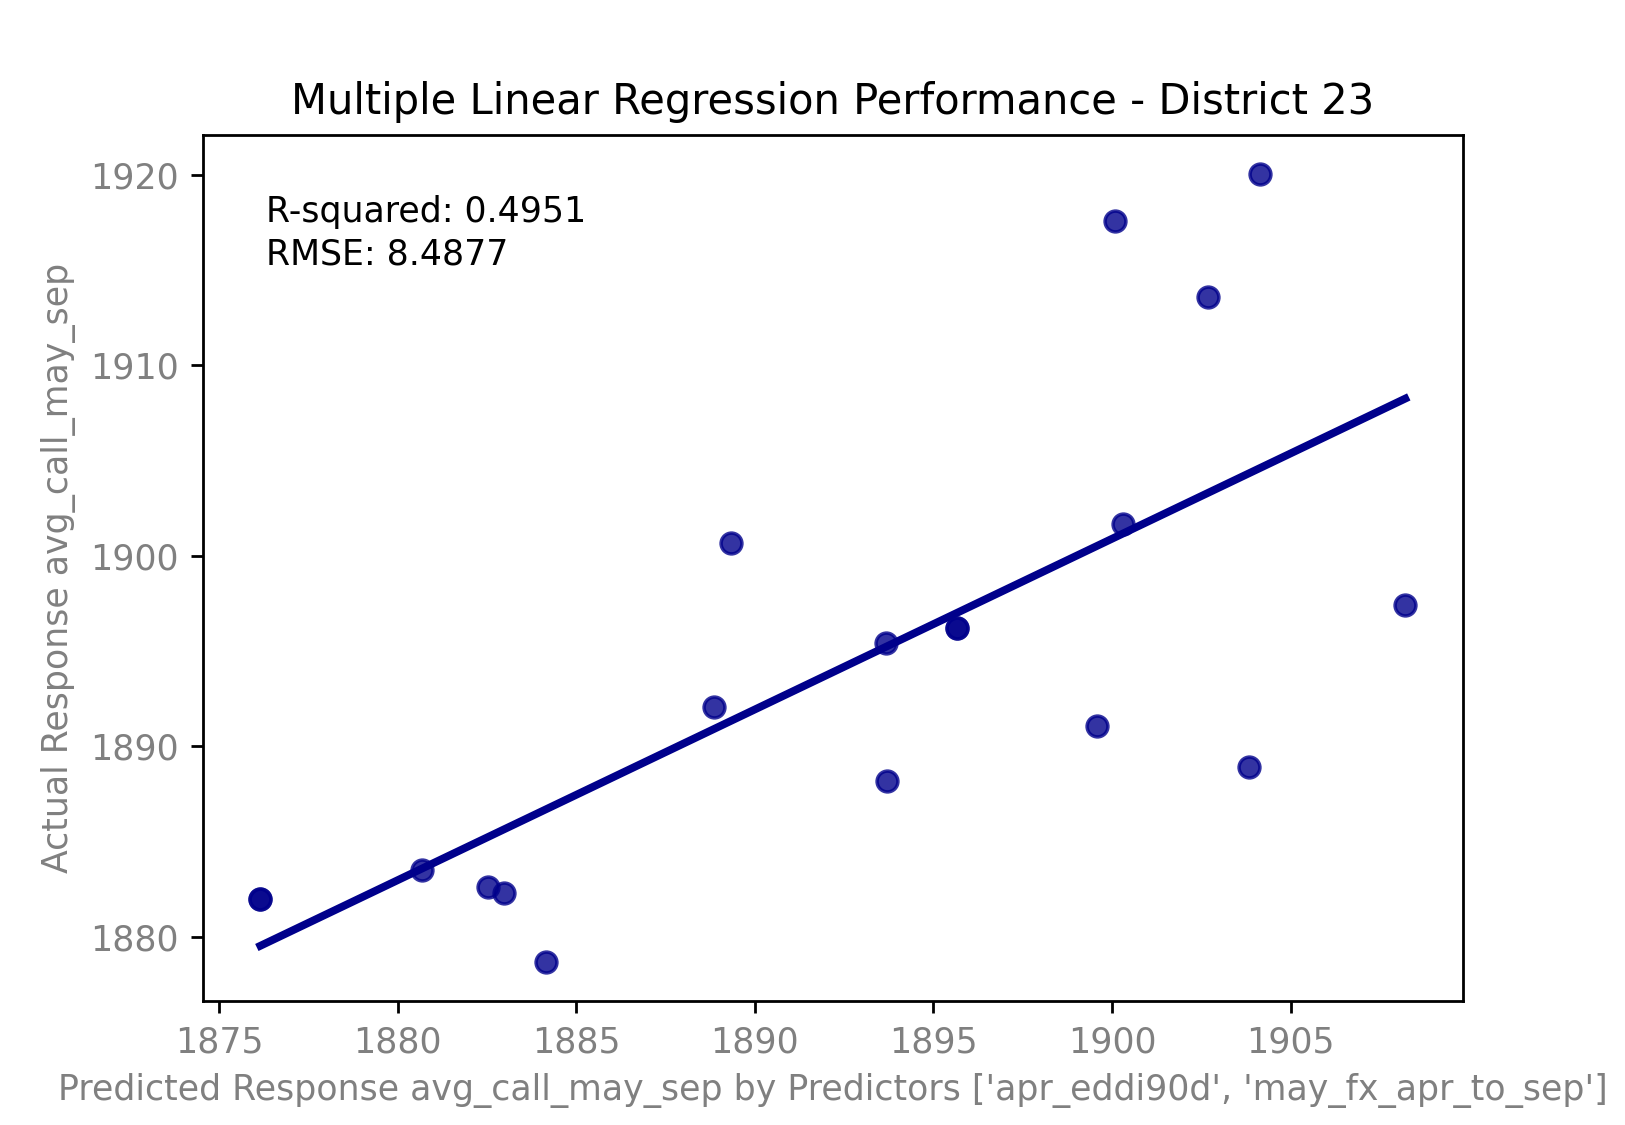 Multiple Linear Regression Performance - District 23
R-squared: 0.4951
RMSE: 8.4877
Actual Response avg_call_may_sep
1920
1910
1900
1890
1880
1875 1880 1885 1890 1895 1900 1905
Predicted Response avg_call_may_sep by Predictors ['apr_eddi90d', 'may_fx_apr_to_sep']